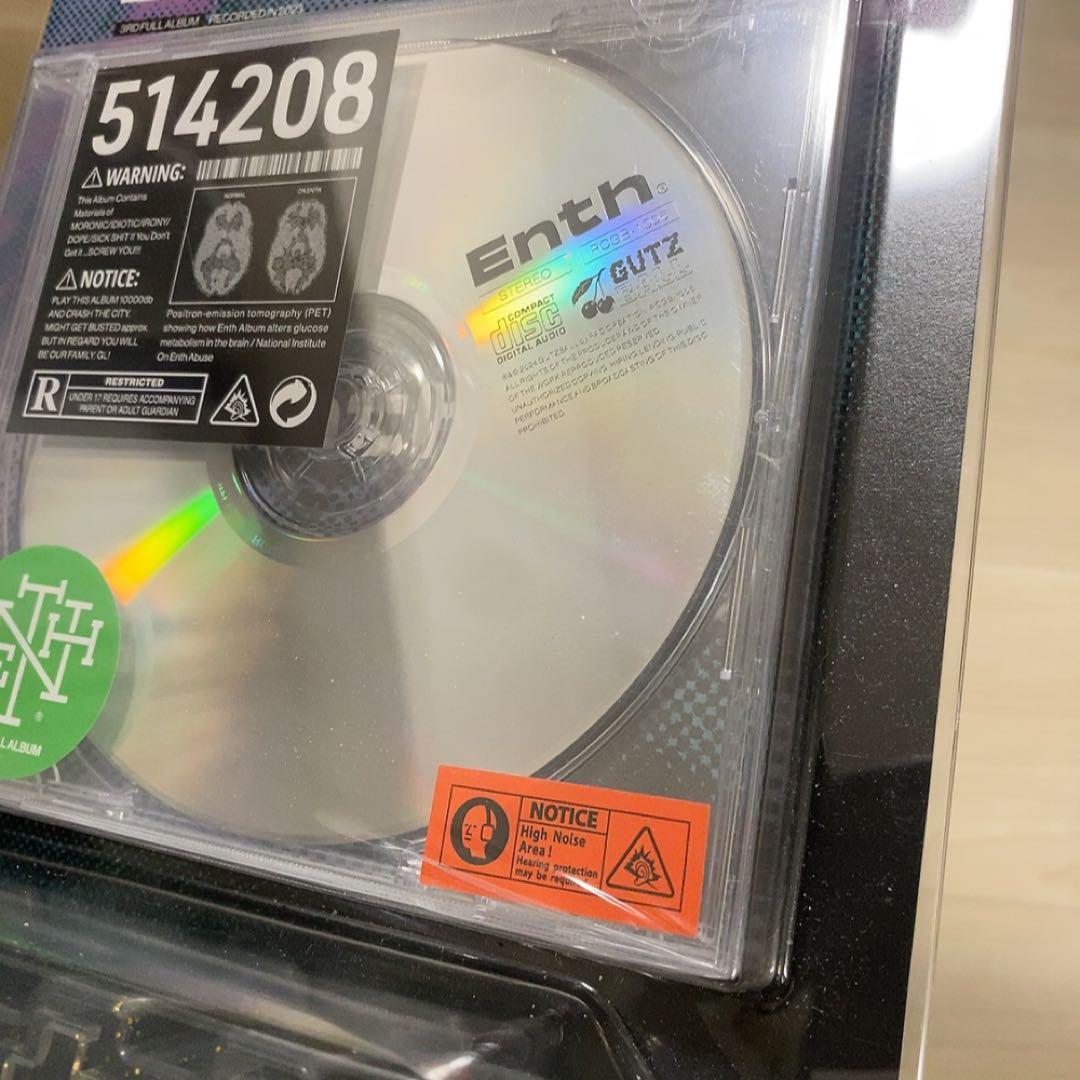 3RD FULL ALBUM RECORDED IN 2023
514208
WARNING:
This Album Contains
Materials of
MORONIC/IDIOTIC/IRONY/
DOPE/SICK SHIT If You Don't
Get it...SCREW YOU!!!
NORMAL
ON ENTH
NOTICE:
PLAY THIS ALBUM 10000db
AND CRASH THE CITY.
MIGHT GET BUSTED approx.
BUT IN REGARD YOU WILL
BE OUR FAMILY. GL!
Positron-emission tomography (PET)
showing how Enth Album alters glucose
metabolism in the brain / National Institute
On Enth Abuse
R
RESTRICTED
UNDER 17 REQUIRES ACCOMPANYING
PARENT OR ADULT GUARDIAN
Enth®
STEREO
COMPACT
disc
DIGITAL AUDIO
GUTZ
ALL RIGHTS OF THE PRODUCER AND OF THE OWNER
OF THE WORK REPRODUCED RESERVED.
UNAUTHORIZED COPYING, HIRING, LENDING, PUBLIC
PERFORMANCE AND BROADCASTING OF THIS DISC
PROHIBITED.
ENTH
®
ALBUM
NOTICE
High Noise
Area!
Hearing protection
may be